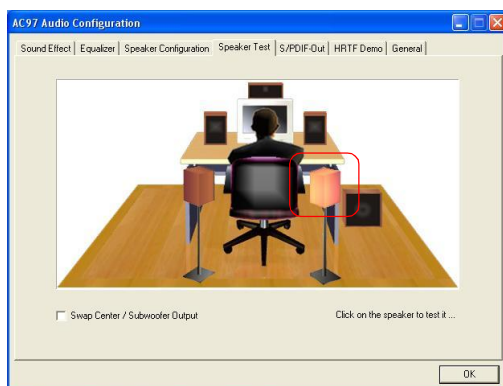 AC97 Audio Configuration
Sound Effect Equalizer Speaker Configuration Speaker Test S/PDIF-Out HRTF Demo General
Swap Center / Subwoofer Output
Click on the speaker to test it ...
OK